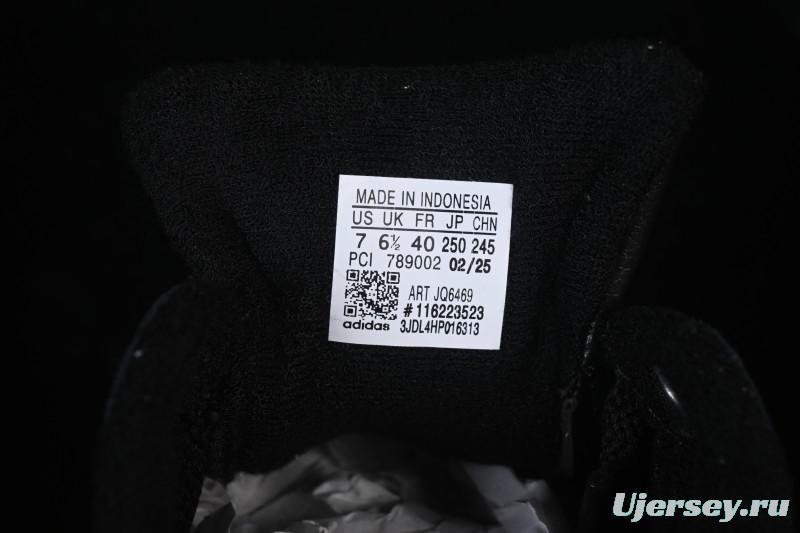 MADE IN INDONESIA
US UK FR JP CHN
7 6½ 40 250 245
PCI 789002 02/25
ART JQ6469
#116223523
adidas 3JDL4HP016313
Ujersey.ru